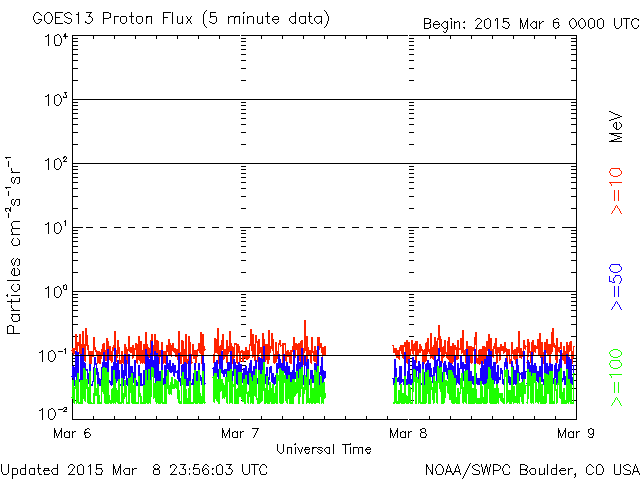 GOES13 Proton Flux (5 minute data)
Begin: 2015 Mar 6 0000 UTC
10⁴
10³
10²
10¹
10⁰
10⁻¹
10⁻²
Particles cm⁻²s⁻¹sr⁻¹
MeV
>=10
>=50
>=100
Mar 6
Mar 7
Mar 8
Mar 9
Universal Time
Updated 2015 Mar  8 23:56:03 UTC
NOAA/SWPC Boulder, CO USA